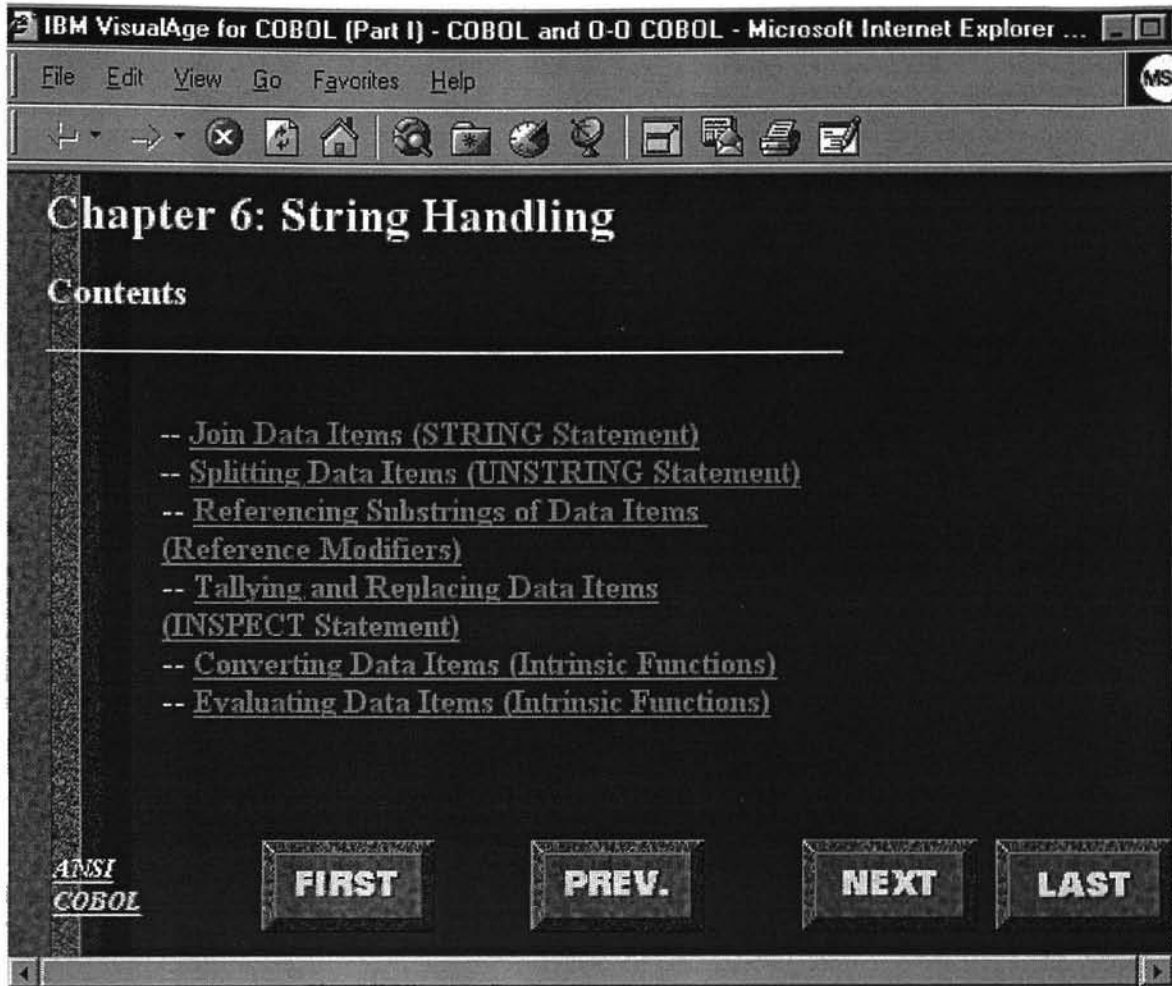 IBM VisualAge for COBOL (Part I) - COBOL and O-O COBOL - Microsoft Internet Explorer ...
File Edit View Go Favorites Help
MS
Chapter 6: String Handling
Contents
-- Join Data Items (STRING Statement)
-- Splitting Data Items (UNSTRING Statement)
-- Referencing Substrings of Data Items
(Reference Modifiers)
-- Tallying and Replacing Data Items
(INSPECT Statement)
-- Converting Data Items (Intrinsic Functions)
-- Evaluating Data Items (Intrinsic Functions)
ANSI
COBOL
FIRST PREV. NEXT LAST